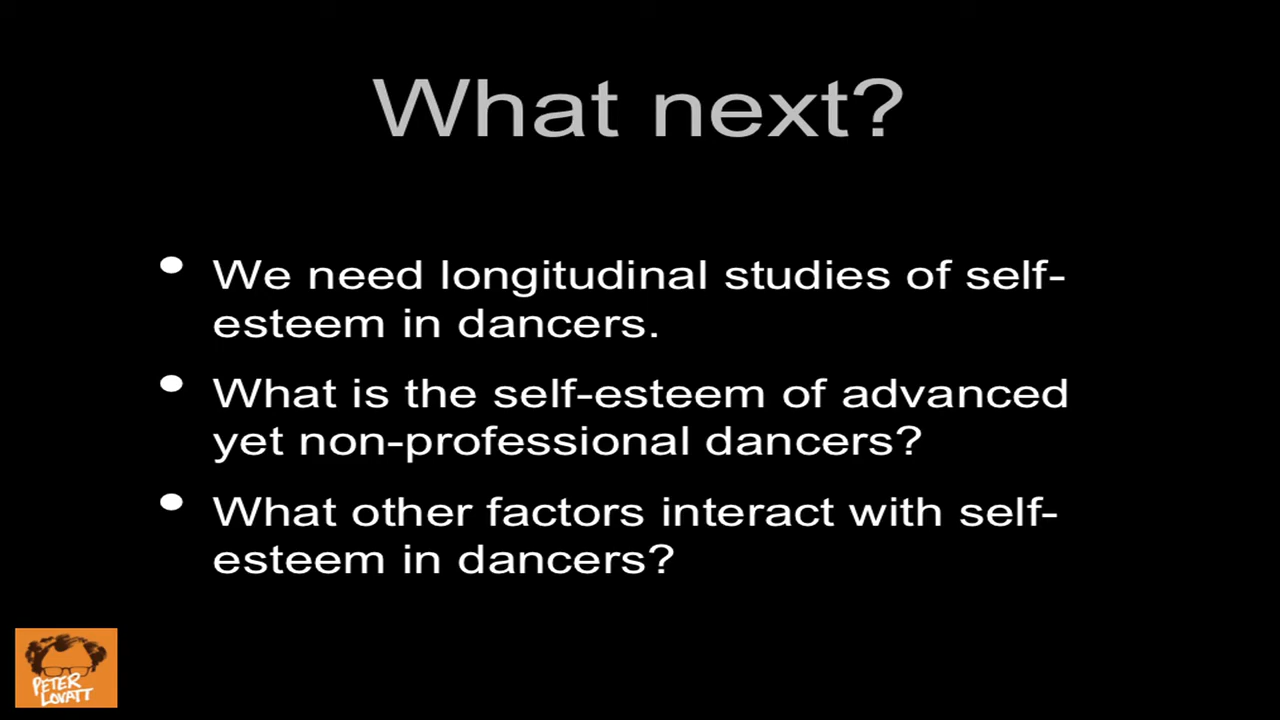 What next?
• We need longitudinal studies of self-
esteem in dancers.
• What is the self-esteem of advanced
yet non-professional dancers?
• What other factors interact with self-
esteem in dancers?
PETER
LOVATT